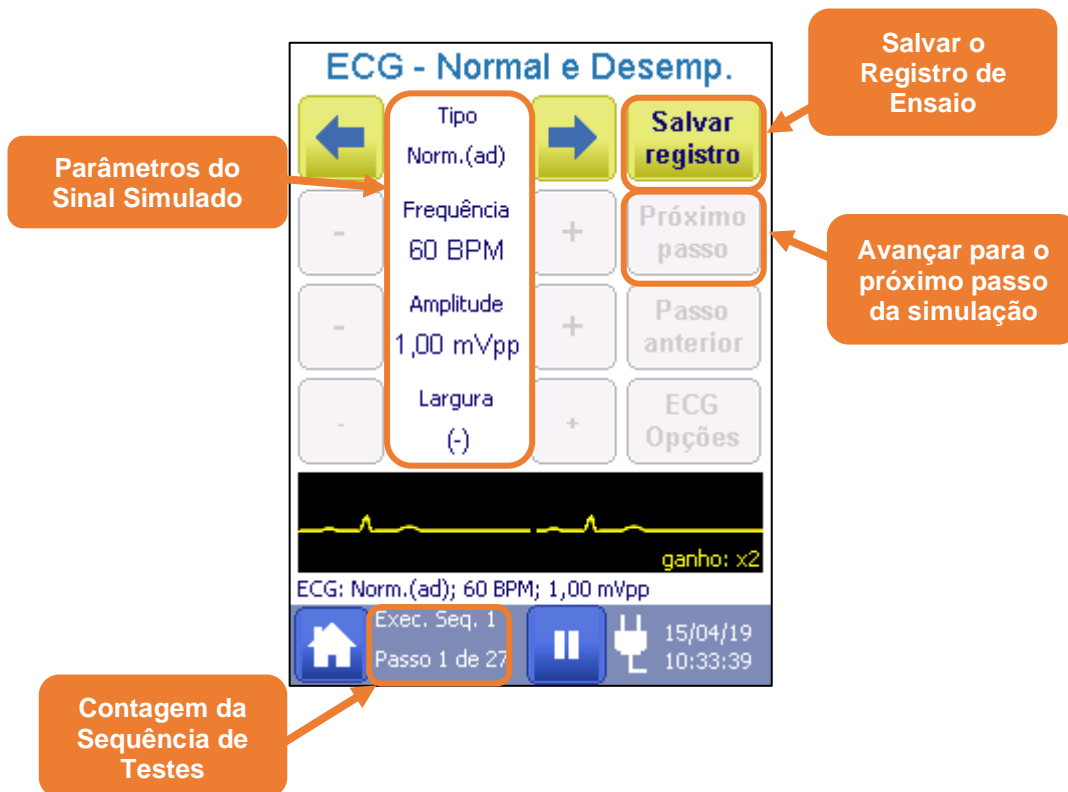 ECG - Normal e Desemp.
Tipo
Norm.(ad)
Salvar
registro
Frequência
60 BPM
-
+
Próximo
passo
Amplitude
1,00 mVpp
-
+
Passo
anterior
Largura
(-)
-
+
ECG
Opções
ganho: x2
ECG: Norm.(ad); 60 BPM; 1,00 mVpp
Exec. Seq. 1
Passo 1 de 27
15/04/19
10:33:39
Salvar o
Registro de
Ensaio
Parâmetros do
Sinal Simulado
Avançar para o
próximo passo
da simulação
Contagem da
Sequência de
Testes